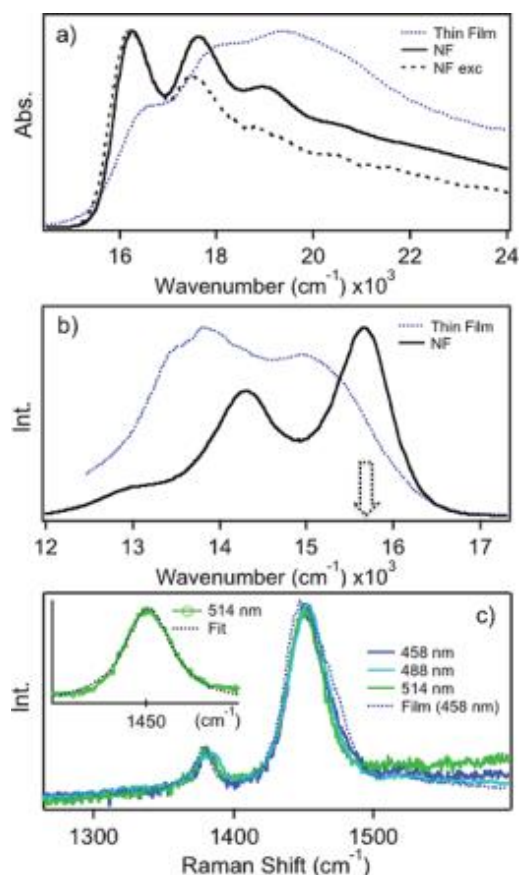 a)
Thin Film
NF
NF exc
Abs.
16 18 20 22 24
Wavenumber (cm⁻¹) x10³
b)
Thin Film
NF
Int.
12 13 14 15 16 17
Wavenumber (cm⁻¹) x10³
c)
514 nm
Fit
1450 (cm⁻¹)
458 nm
488 nm
514 nm
Film (458 nm)
Int.
1300 1400 1500
Raman Shift (cm⁻¹)